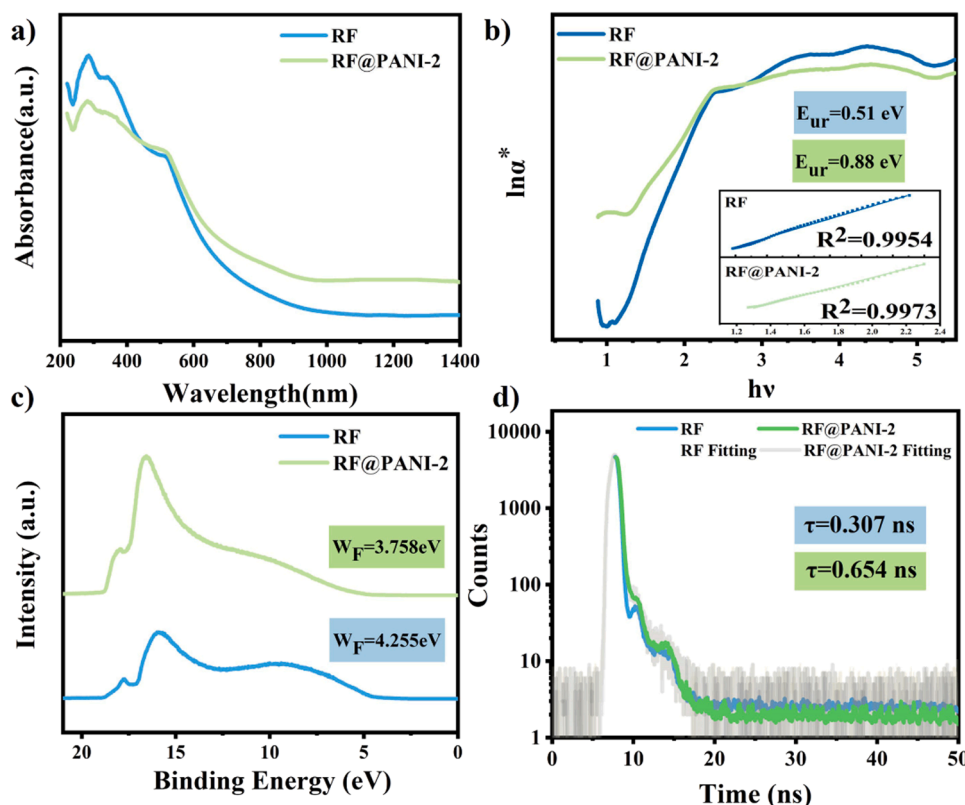 a)
RF
RF@PANI-2
Absorbance(a.u.)
200 400 600 800 1000 1200 1400
Wavelength(nm)
b)
RF
RF@PANI-2
E_ur=0.51 eV
E_ur=0.88 eV
lnα*
RF
R²=0.9954
RF@PANI-2
R²=0.9973
1.2 1.4 1.6 1.8 2.0 2.2 2.4
1 2 3 4 5
hν
c)
RF
RF@PANI-2
W_F=3.758eV
W_F=4.255eV
Intensity (a.u.)
20 15 10 5 0
Binding Energy (eV)
d)
RF RF@PANI-2
RF Fitting RF@PANI-2 Fitting
10000
1000
100
10
1
τ=0.307 ns
τ=0.654 ns
Counts
0 10 20 30 40 50
Time (ns)